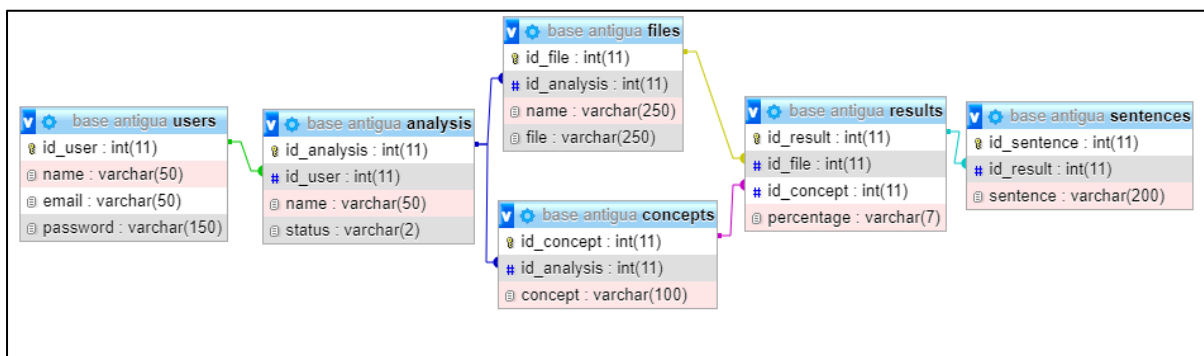 base antigua users
id_user : int(11)
name : varchar(50)
email : varchar(50)
password : varchar(150)
base antigua analysis
id_analysis : int(11)
# id_user : int(11)
name : varchar(50)
status : varchar(2)
base antigua files
id_file : int(11)
# id_analysis : int(11)
name : varchar(250)
file : varchar(250)
base antigua concepts
id_concept : int(11)
# id_analysis : int(11)
concept : varchar(100)
base antigua results
id_result : int(11)
# id_file : int(11)
# id_concept : int(11)
percentage : varchar(7)
base antigua sentences
id_sentence : int(11)
# id_result : int(11)
sentence : varchar(200)